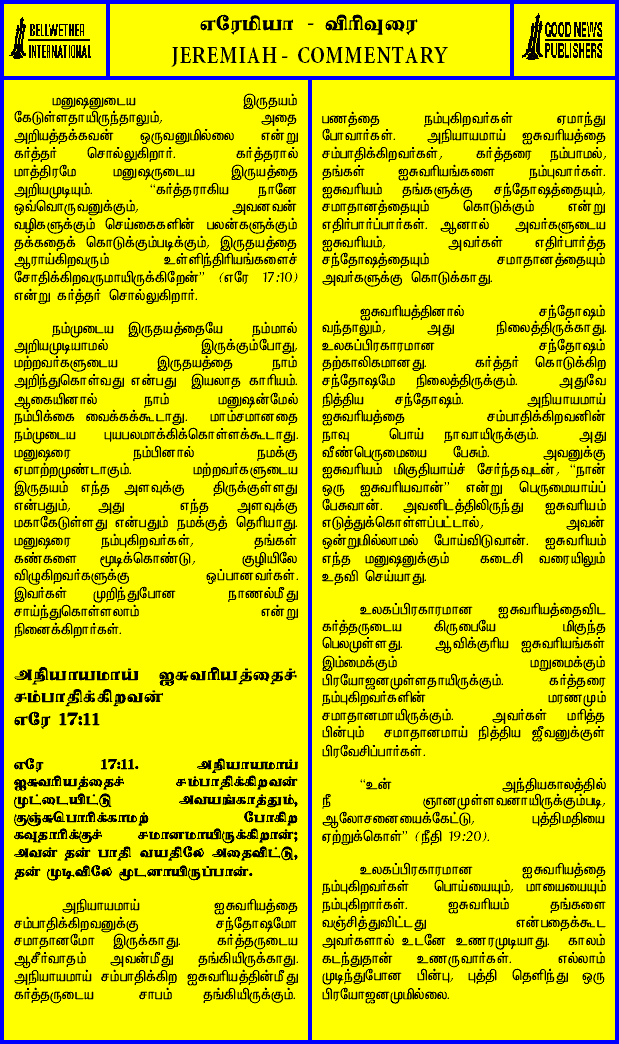 BELLWETHER
INTERNATIONAL
எரேமியா - விரிவுரை
JEREMIAH - COMMENTARY
GOOD NEWS
PUBLISHERS
மனுஷனுடைய இருதயம்
கேடுள்ளதாயிருந்தாலும், அதை
அறியத்தக்கவன் ஒருவனுமில்லை என்று
கர்த்தர் சொல்லுகிறார். கர்த்தரால்
மாத்திரமே மனுஷருடைய இருயத்தை
அறியமுடியும். “கர்த்தராகிய நானே
ஒவ்வொருவனுக்கும், அவனவன்
வழிகளுக்கும் செய்கைகளின் பலன்களுக்கும்
தக்கதைக் கொடுக்கும்படிக்கும், இருதயத்தை
ஆராய்கிறவரும் உள்ளிந்திரியங்களைச்
சோதிக்கிறவருமாயிருக்கிறேன்” (எரே 17:10)
என்று கர்த்தர் சொல்லுகிறார்.
நம்முடைய இருதயத்தையே நம்மால்
அறியமுடியாமல் இருக்கும்போது,
மற்றவர்களுடைய இருதயத்தை நாம்
அறிந்துகொள்வது என்பது இயலாத காரியம்.
ஆகையினால் நாம் மனுஷன்மேல்
நம்பிக்கை வைக்கக்கூடாது. மாம்சமானதை
நம்முடைய புயபலமாக்கிக்கொள்ளக்கூடாது.
மனுஷரை நம்பினால் நமக்கு
ஏமாற்றமுண்டாகும். மற்றவர்களுடைய
இருதயம் எந்த அளவுக்கு திருக்குள்ளது
என்பதும், அது எந்த அளவுக்கு
மகாகேடுள்ளது என்பதும் நமக்குத் தெரியாது.
மனுஷரை நம்புகிறவர்கள், தங்கள்
கண்களை மூடிக்கொண்டு, குழியிலே
விழுகிறவர்களுக்கு ஒப்பானவர்கள்.
இவர்கள் முறிந்துபோன நாணல்மீது
சாய்ந்துகொள்ளலாம் என்று
நினைக்கிறார்கள்.
அநியாயமாய் ஐசுவரியத்தைச்
சம்பாதிக்கிறவன்
எரே 17:11
எரே 17:11. அநியாயமாய்
ஐசுவரியத்தைச் சம்பாதிக்கிறவன்
முட்டையிட்டு அவயங்காத்தும்,
குஞ்சுபொரிக்காமற் போகிற
கவுதாரிக்குச் சமானமாயிருக்கிறான்;
அவன் தன் பாதி வயதிலே அதைவிட்டு,
தன் முடிவிலே மூடனாயிருப்பான்.
அநியாயமாய் ஐசுவரியத்தை
சம்பாதிக்கிறவனுக்கு சந்தோஷமோ
சமாதானமோ இருக்காது. கர்த்தருடைய
ஆசீர்வாதம் அவன்மீது தங்கியிருக்காது.
அநியாயமாய் சம்பாதிக்கிற ஐசுவரியத்தின்மீது
கர்த்தருடைய சாபம் தங்கியிருக்கும்.
பணத்தை நம்புகிறவர்கள் ஏமாந்து
போவார்கள். அநியாயமாய் ஐசுவரியத்தை
சம்பாதிக்கிறவர்கள், கர்த்தரை நம்பாமல்,
தங்கள் ஐசுவரியங்களை நம்புவார்கள்.
ஐசுவரியம் தங்களுக்கு சந்தோஷத்தையும்,
சமாதானத்தையும் கொடுக்கும் என்று
எதிர்பார்ப்பார்கள். ஆனால் அவர்களுடைய
ஐசுவரியம், அவர்கள் எதிர்பார்த்த
சந்தோஷத்தையும் சமாதானத்தையும்
அவர்களுக்கு கொடுக்காது.
ஐசுவரியத்தினால் சந்தோஷம்
வந்தாலும், அது நிலைத்திருக்காது.
உலகப்பிரகாரமான சந்தோஷம்
தற்காலிகமானது. கர்த்தர் கொடுக்கிற
சந்தோஷமே நிலைத்திருக்கும். அதுவே
நித்திய சந்தோஷம். அநியாயமாய்
ஐசுவரியத்தை சம்பாதிக்கிறவனின்
நாவு பொய் நாவாயிருக்கும். அது
வீண்பெருமையை பேசும். அவனுக்கு
ஐசுவரியம் மிகுதியாய்ச் சேர்ந்தவுடன், “நான்
ஒரு ஐசுவரியவான்” என்று பெருமையாய்ப்
பேசுவான். அவனிடத்திலிருந்து ஐசுவரியம்
எடுத்துக்கொள்ளப்பட்டால், அவன்
ஒன்றுமில்லாமல் போய்விடுவான். ஐசுவரியம்
எந்த மனுஷனுக்கும் கடைசி வரையிலும்
உதவி செய்யாது.
உலகப்பிரகாரமான ஐசுவரியத்தைவிட
கர்த்தருடைய கிருபையே மிகுந்த
பெலமுள்ளது. ஆவிக்குரிய ஐசுவரியங்கள்
இம்மைக்கும் மறுமைக்கும்
பிரயோஜனமுள்ளதாயிருக்கும். கர்த்தரை
நம்புகிறவர்களின் மரணமும்
சமாதானமாயிருக்கும். அவர்கள் மரித்த
பின்பும் சமாதானமாய் நித்திய ஜீவனுக்குள்
பிரவேசிப்பார்கள்.
“உன் அந்தியகாலத்தில்
நீ ஞானமுள்ளவனாயிருக்கும்படி,
ஆலோசனையைக்கேட்டு, புத்திமதியை
ஏற்றுக்கொள்” (நீதி 19:20).
உலகப்பிரகாரமான ஐசுவரியத்தை
நம்புகிறவர்கள் பொய்யையும், மாயையையும்
நம்புகிறார்கள். ஐசுவரியம் தங்களை
வஞ்சித்துவிட்டது என்பதைக்கூட
அவர்களால் உடனே உணரமுடியாது. காலம்
கடந்துதான் உணருவார்கள். எல்லாம்
முடிந்துபோன பின்பு, புத்தி தெளிந்து ஒரு
பிரயோஜனமுமில்லை.